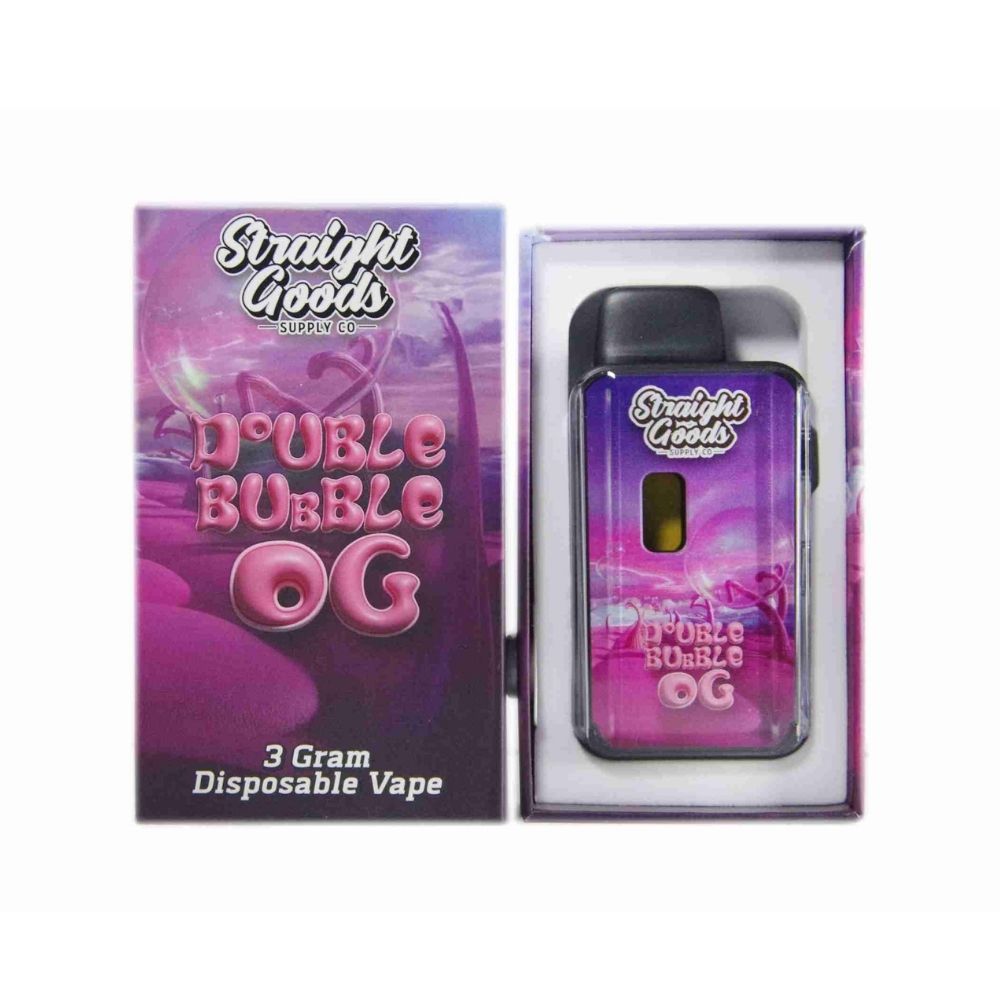 Straight
Goods
SUPPLY CO
DOUBLE
BUBBLE
OG
3 Gram
Disposable Vape
Straight
Goods
SUPPLY CO
DOUBLE
BUBBLE
OG